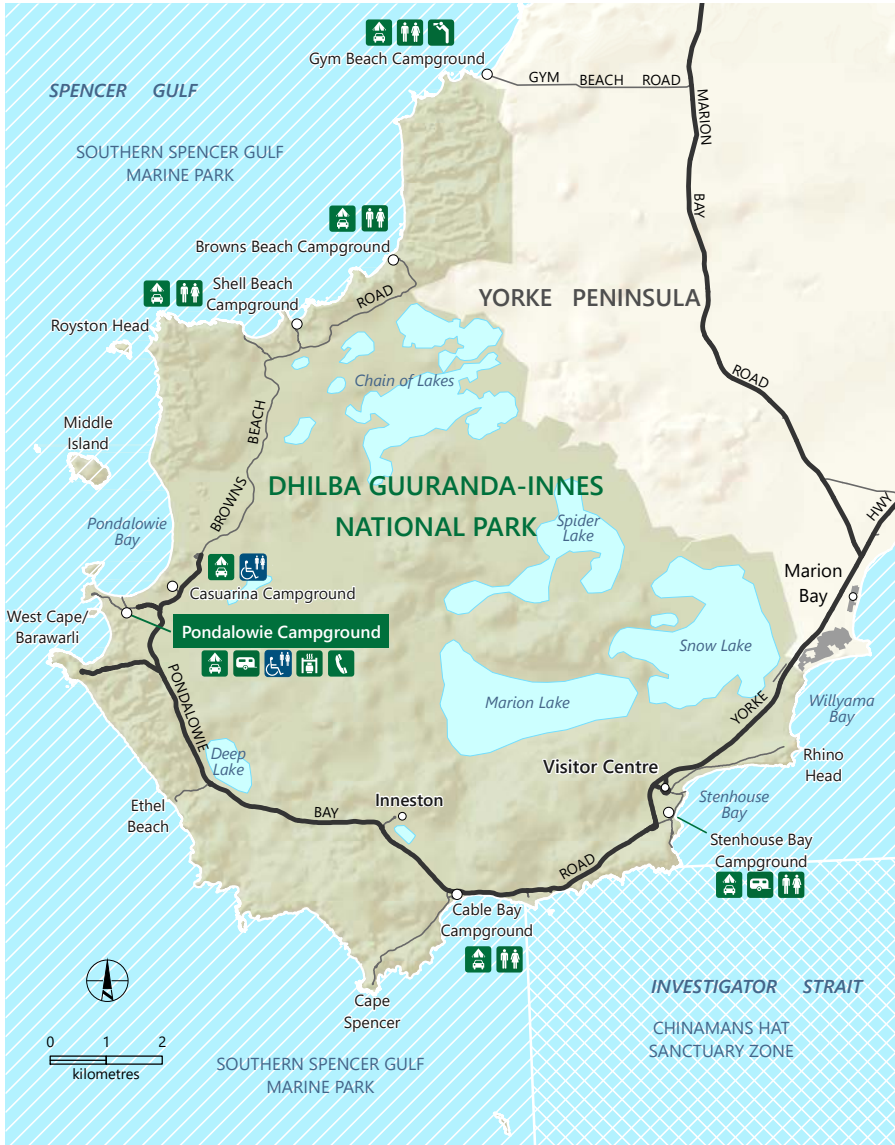 Gym Beach Campground
GYM BEACH ROAD
SPENCER GULF
MARION
BAY
ROAD
SOUTHERN SPENCER GULF
MARINE PARK
Browns Beach Campground
Shell Beach
Campground
ROAD
YORKE PENINSULA
Royston Head
Chain of Lakes
BEACH
BROWNS
Middle
Island
DHILBA GUURANDA-INNES
NATIONAL PARK
HWY
Pondalowie
Bay
Spider
Lake
Marion
Bay
Casuarina Campground
West Cape/
Barawarli
Pondalowie Campground
Snow Lake
PONDALOWIE
Marion Lake
YORKE
Willyama
Bay
Deep
Lake
Visitor Centre
Rhino
Head
Ethel
Beach
BAY
Inneston
Stenhouse
Bay
Stenhouse Bay
Campground
ROAD
Cable Bay
Campground
N
INVESTIGATOR STRAIT
Cape
Spencer
CHINAMANS HAT
SANCTUARY ZONE
0 1 2
kilometres
SOUTHERN SPENCER GULF
MARINE PARK